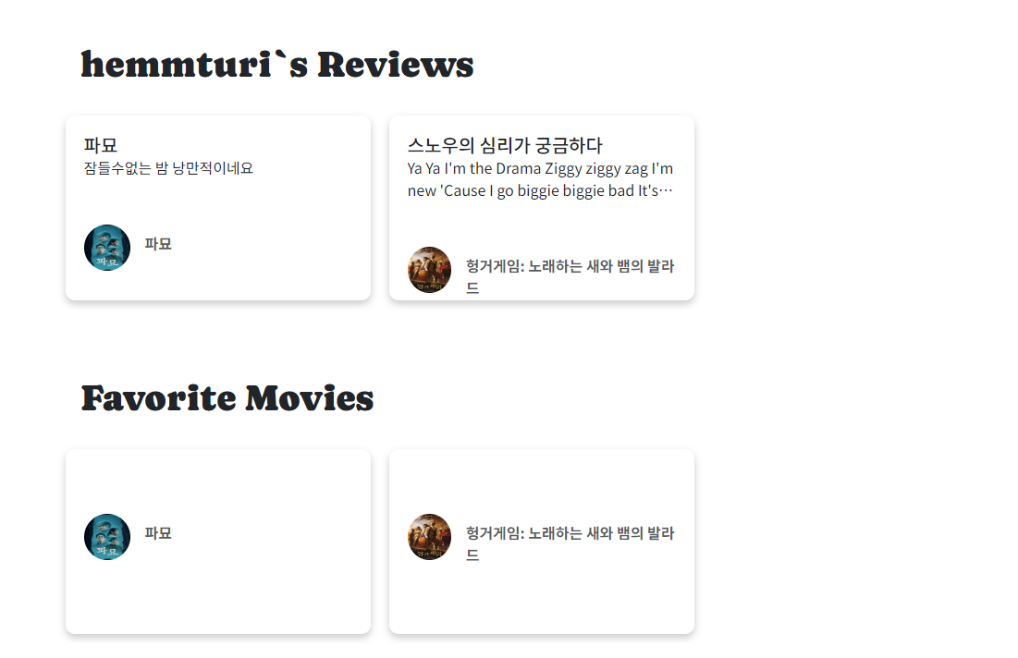 hemmturi`s Reviews
파묘
잠들수없는 밤 낭만적이네요
파묘
파묘
스노우의 심리가 궁금하다
Ya Ya I'm the Drama Ziggy ziggy zag I'm
new 'Cause I go biggie biggie bad It's…
헝거게임: 노래하는 새와 뱀의 발라
드
Favorite Movies
파묘
파묘
헝거게임: 노래하는 새와 뱀의 발라
드